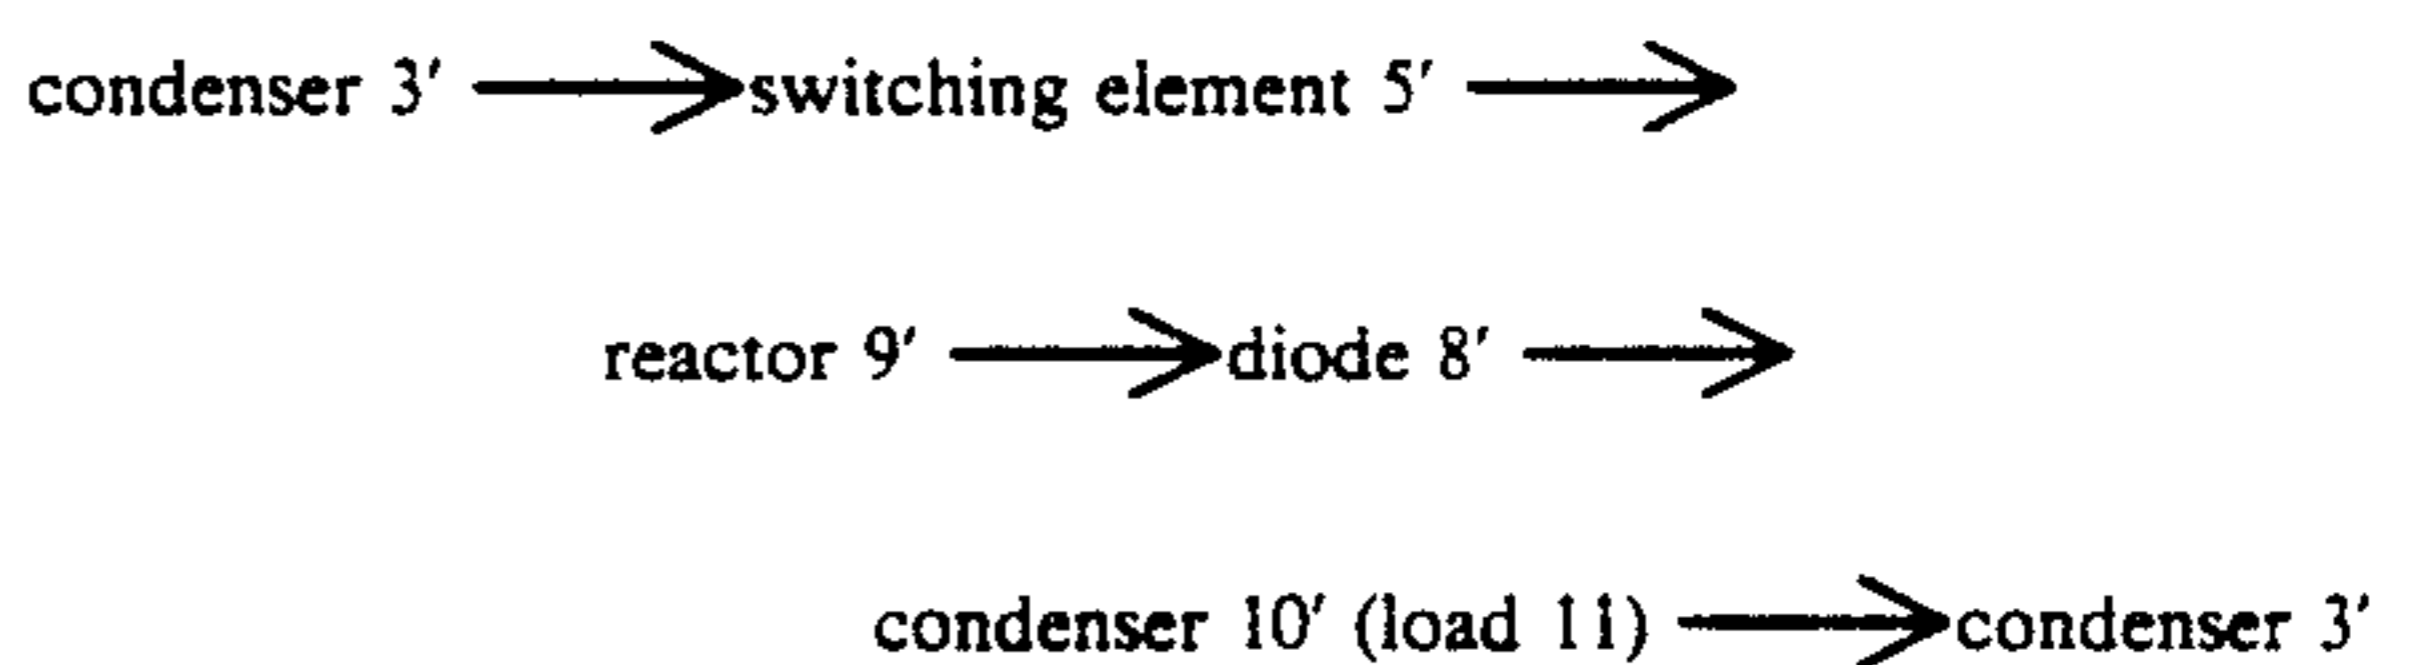 condenser 3′ ⟶ switching element 5′ ⟶
reactor 9′ ⟶ diode 8′ ⟶
condenser 10′ (load 11) ⟶ condenser 3′